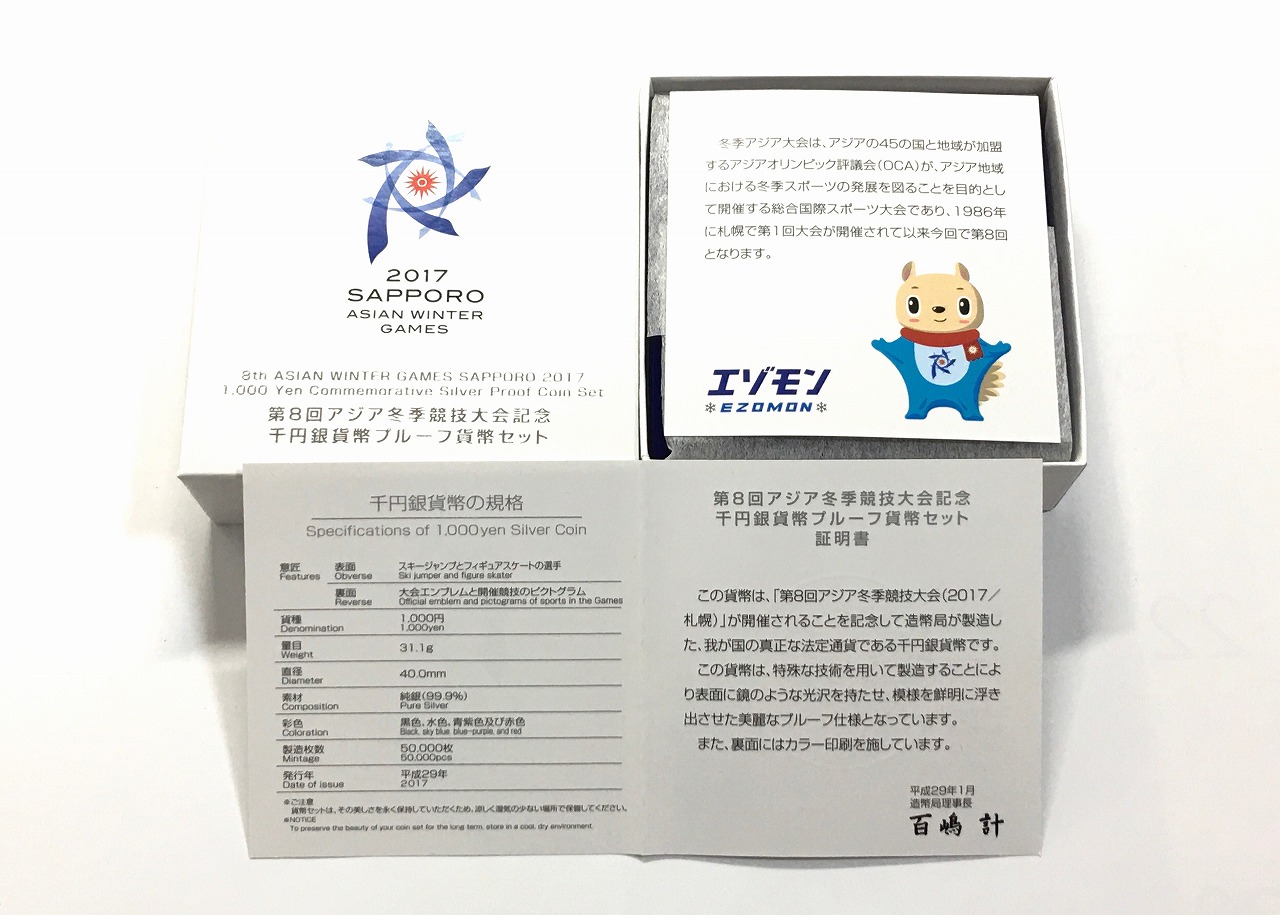 2017
SAPPORO
ASIAN WINTER
GAMES
8th ASIAN WINTER GAMES SAPPORO 2017
1,000 Yen Commemorative Silver Proof Coin Set
第8回アジア冬季競技大会記念
千円銀貨幣プルーフ貨幣セット
冬季アジア大会は、アジアの45の国と地域が加盟
するアジアオリンピック評議会(OCA)が、アジア地域
における冬季スポーツの発展を図ることを目的とし
て開催する総合国際スポーツ大会であり、1986年
に札幌で第1回大会が開催されて以来今回で第8回
となります。
エゾモン
EZOMON
千円銀貨幣の規格
Specifications of 1,000yen Silver Coin
意匠 表面 スキージャンプとフィギュアスケートの選手
Features Obverse Ski jumper and figure skater
裏面 大会エンブレムと開催競技のピクトグラム
Reverse Official emblem and pictograms of sports in the Games
貨種 1,000円
Denomination 1,000yen
量目 31.1g
Weight
直径 40.0mm
Diameter
素材 純銀(99.9%)
Composition Pure Silver
彩色 黒色、水色、青紫色及び赤色
Coloration Black, sky blue, blue-purple, and red
製造枚数 50,000枚
Mintage 50,000pcs
発行年 平成29年
Date of issue 2017
※ご注意
貨幣セットは、その美しさを永く保持していただくため、涼しく湿気の少ない場所で保管してください。
※NOTICE
To preserve the beauty of your coin set for the long term, store in a cool, dry environment.
第8回アジア冬季競技大会記念
千円銀貨幣プルーフ貨幣セット
証明書
この貨幣は、「第8回アジア冬季競技大会(2017/
札幌)」が開催されることを記念して造幣局が製造し
た、我が国の真正な法定通貨である千円銀貨幣です。
この貨幣は、特殊な技術を用いて製造することによ
り表面に鏡のような光沢を持たせ、模様を鮮明に浮き
出させた美麗なプルーフ仕様となっています。
また、裏面にはカラー印刷を施しています。
平成29年1月
造幣局理事長
百嶋 計